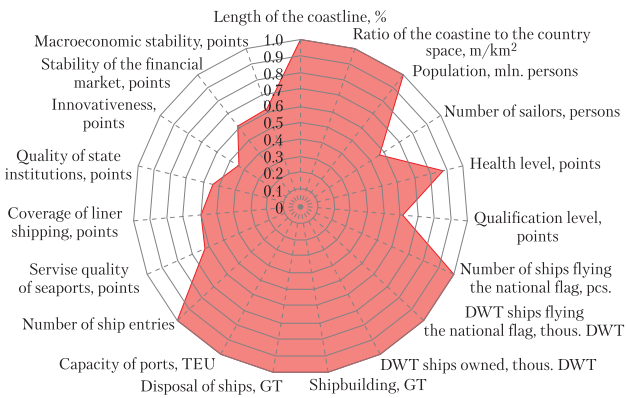 Length of the coastline, %
Macroeconomic stability, points
Ratio of the coastine to the country
space, m/km²
Stability of the financial
market, points
Population, mln. persons
Innovativeness,
points
Number of sailors, persons
Quality of state
institutions, points
Health level, points
Coverage of liner
shipping, points
Qualification level,
points
Servise quality
of seaports, points
Number of ships flying
the national flag, pcs.
Number of ship entries
DWT ships flying
the national flag, thous. DWT
Capacity of ports, TEU
DWT ships owned, thous. DWT
Disposal of ships, GT
Shipbuilding, GT
1.0
0.9
0.8
0.7
0.6
0.5
0.4
0.3
0.2
0.1
0